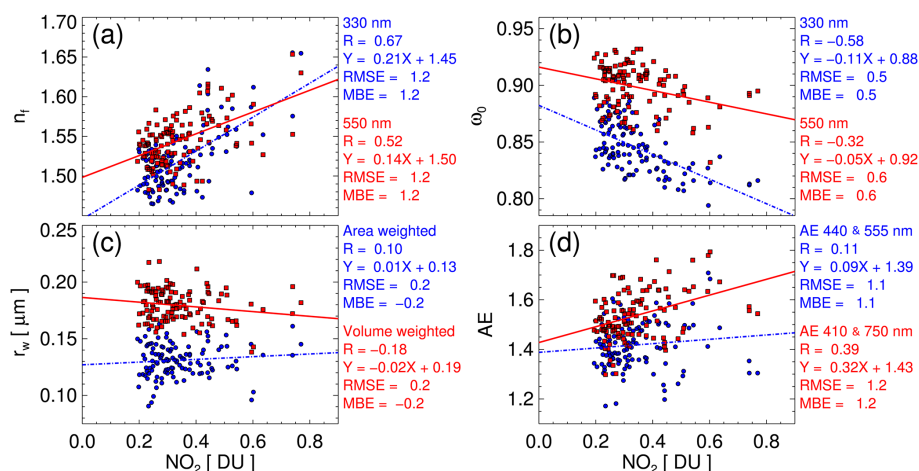 (a)
n_f
1.70
1.65
1.60
1.55
1.50
330 nm
R = 0.67
Y = 0.21X + 1.45
RMSE = 1.2
MBE = 1.2
550 nm
R = 0.52
Y = 0.14X + 1.50
RMSE = 1.2
MBE = 1.2
(b)
ω₀
0.95
0.90
0.85
0.80
330 nm
R = −0.58
Y = −0.11X + 0.88
RMSE = 0.5
MBE = 0.5
550 nm
R = −0.32
Y = −0.05X + 0.92
RMSE = 0.6
MBE = 0.6
(c)
r_w [ μm]
0.25
0.20
0.15
0.10
0.0 0.2 0.4 0.6 0.8
NO₂ [ DU ]
Area weighted
R = 0.10
Y = 0.01X + 0.13
RMSE = 0.2
MBE = −0.2
Volume weighted
R = −0.18
Y = −0.02X + 0.19
RMSE = 0.2
MBE = −0.2
(d)
AE
1.8
1.6
1.4
1.2
0.0 0.2 0.4 0.6 0.8
NO₂ [ DU ]
AE 440 & 555 nm
R = 0.11
Y = 0.09X + 1.39
RMSE = 1.1
MBE = 1.1
AE 410 & 750 nm
R = 0.39
Y = 0.32X + 1.43
RMSE = 1.2
MBE = 1.2